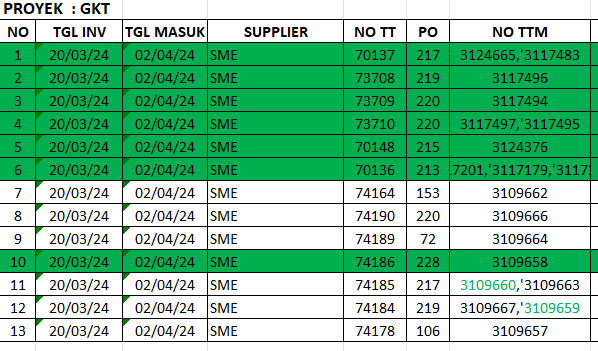 PROYEK : GKT
NO TGL INV TGL MASUK SUPPLIER NO TT PO NO TTM
1 20/03/24 02/04/24 SME 70137 217 3124665,'3117483
2 20/03/24 02/04/24 SME 73708 219 3117496
3 20/03/24 02/04/24 SME 73709 220 3117494
4 20/03/24 02/04/24 SME 73710 220 3117497,'3117495
5 20/03/24 02/04/24 SME 70148 215 3124376
6 20/03/24 02/04/24 SME 70136 213 17201,'3117179,'3117
7 20/03/24 02/04/24 SME 74164 153 3109662
8 20/03/24 02/04/24 SME 74190 220 3109666
9 20/03/24 02/04/24 SME 74189 72 3109664
10 20/03/24 02/04/24 SME 74186 228 3109658
11 20/03/24 02/04/24 SME 74185 217 3109660,'3109663
12 20/03/24 02/04/24 SME 74184 219 3109667,'3109659
13 20/03/24 02/04/24 SME 74178 106 3109657